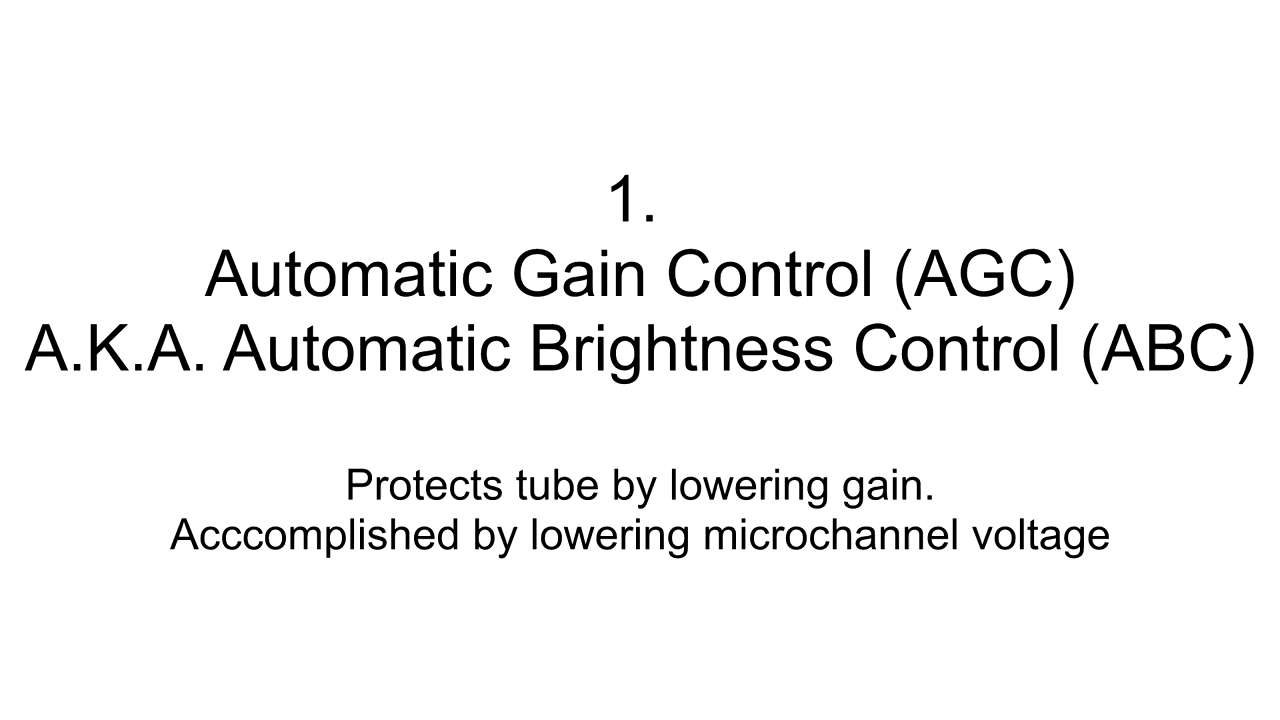 1.
Automatic Gain Control (AGC)
A.K.A. Automatic Brightness Control (ABC)
Protects tube by lowering gain.
Acccomplished by lowering microchannel voltage